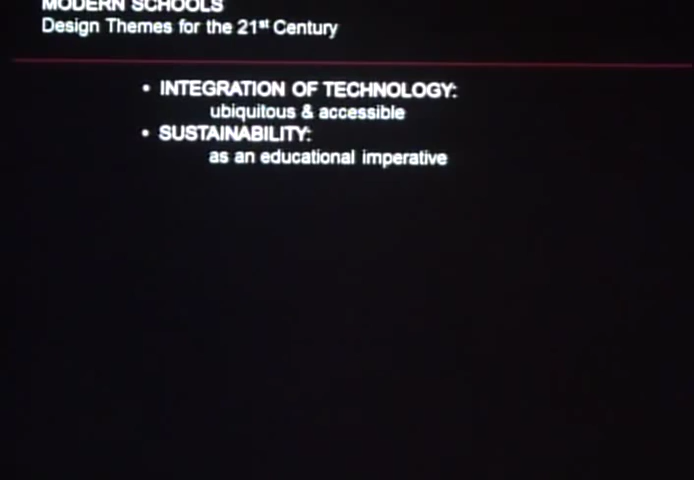 MODERN SCHOOLS
Design Themes for the 21st Century
• INTEGRATION OF TECHNOLOGY:
ubiquitous & accessible
• SUSTAINABILITY:
as an educational imperative